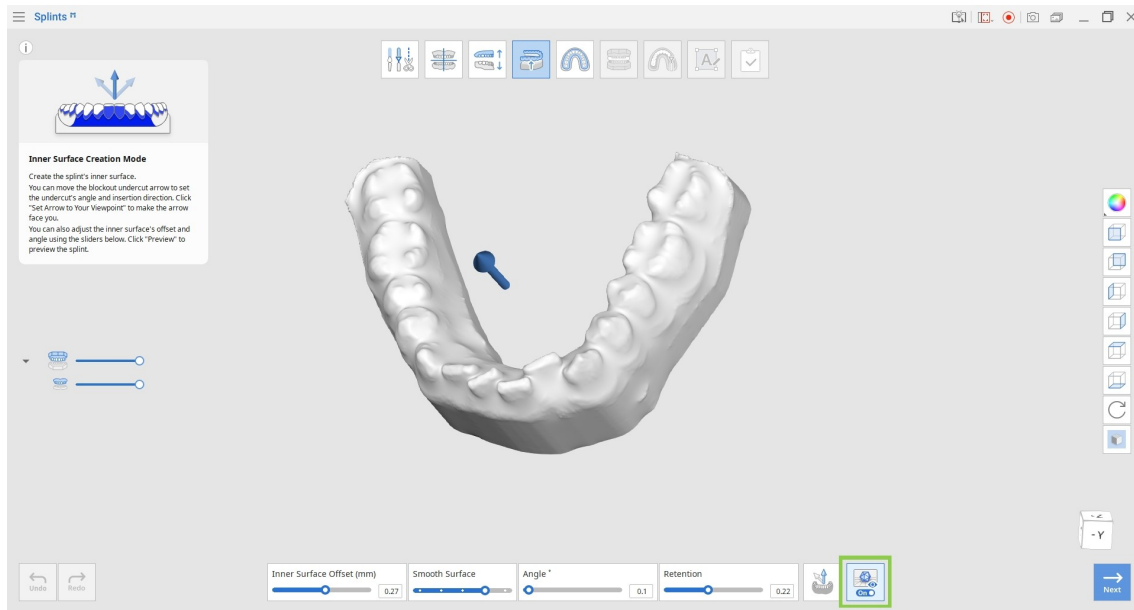 Splints
Inner Surface Creation Mode
Create the splint's inner surface.
You can move the blockout undercut arrow to set
the undercut's angle and insertion direction. Click
"Set Arrow to Your Viewpoint" to make the arrow
face you.
You can also adjust the inner surface's offset and
angle using the sliders below. Click "Preview" to
preview the splint.
A
-Z
-Y
Undo
Redo
Inner Surface Offset (mm)
0.27
Smooth Surface
Angle °
0.1
Retention
0.22
On
Next